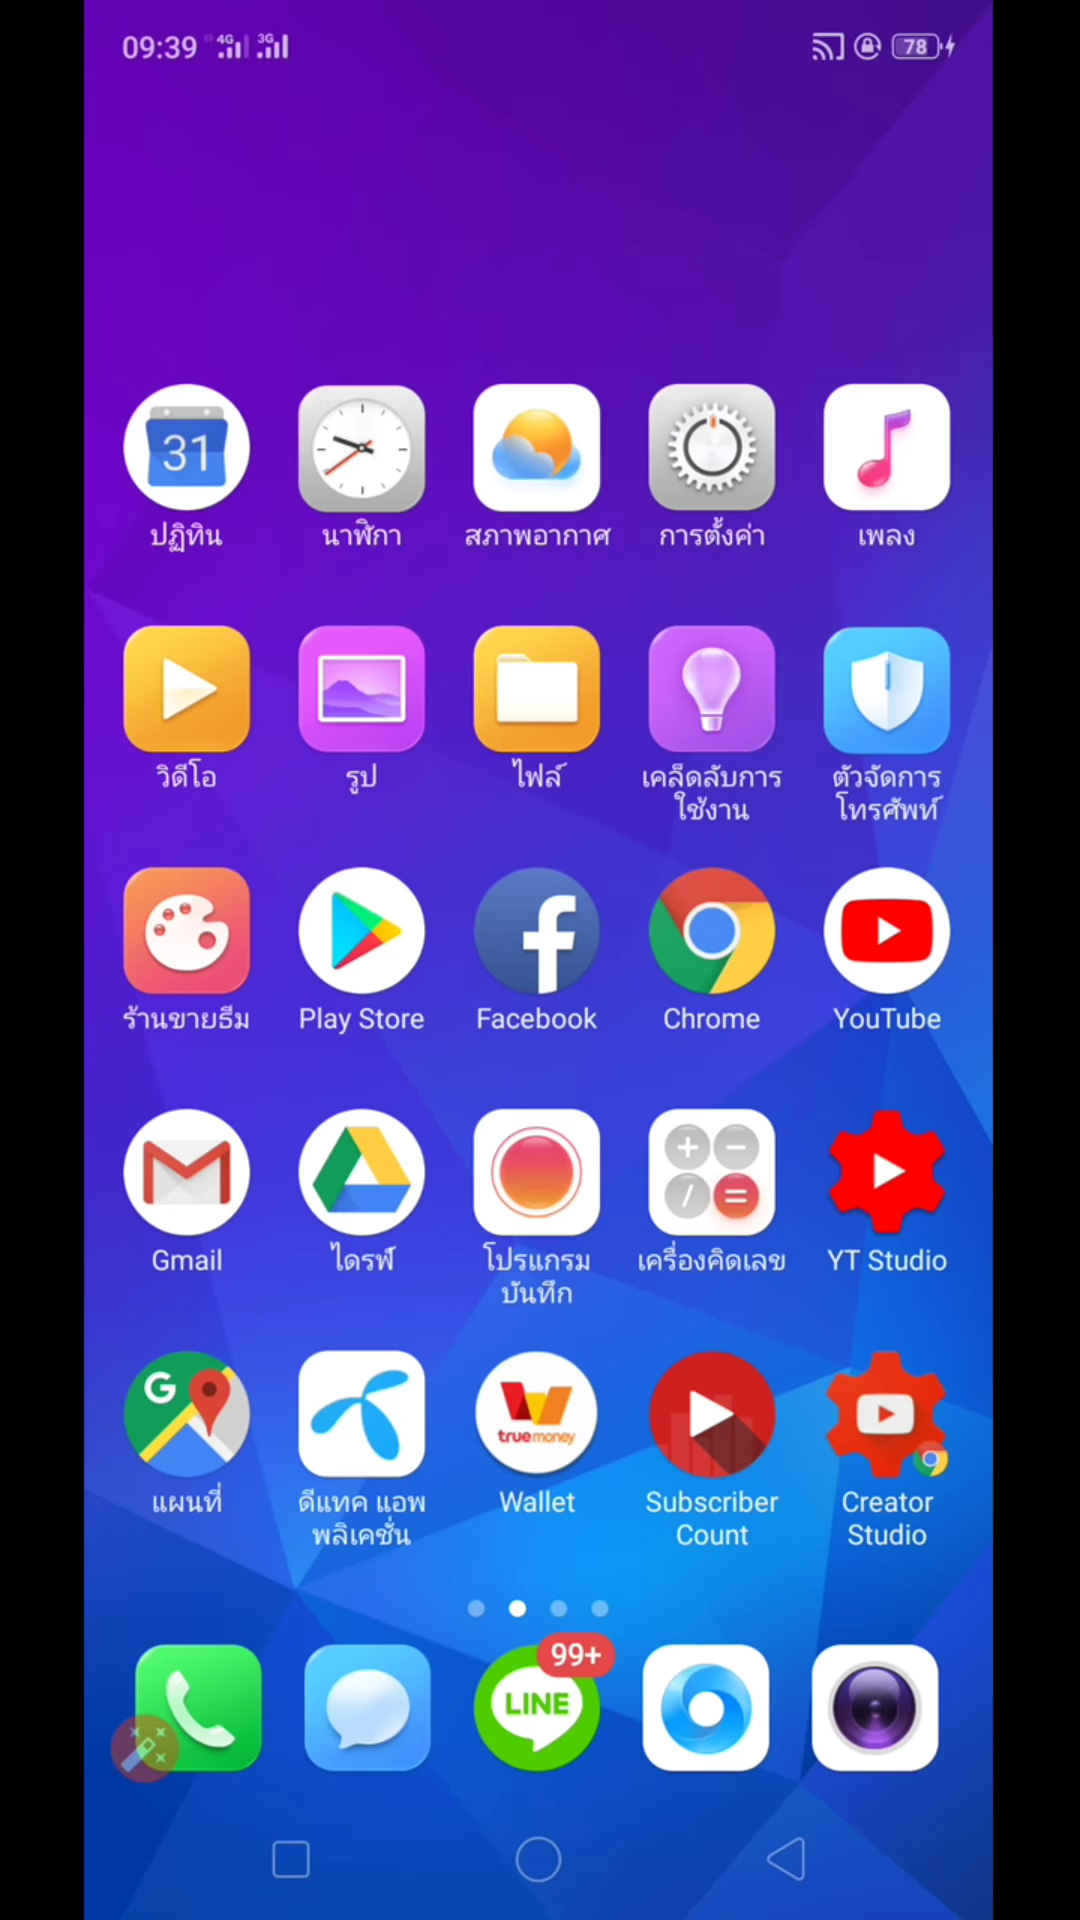 09:39 4G 3G 78
31
ปฏิทิน นาฬิกา สภาพอากาศ การตั้งค่า เพลง
วิดีโอ รูป ไฟล์ เคล็ดลับการ ตัวจัดการ
ใช้งาน โทรศัพท์
ร้านขายธีม Play Store Facebook Chrome YouTube
Gmail ไดรฟ์ โปรแกรม เครื่องคิดเลข YT Studio
บันทึก
G
true money
แผนที่ ดีแทค แอพ Wallet Subscriber Creator
พลิเคชั่น Count Studio
99+
LINE